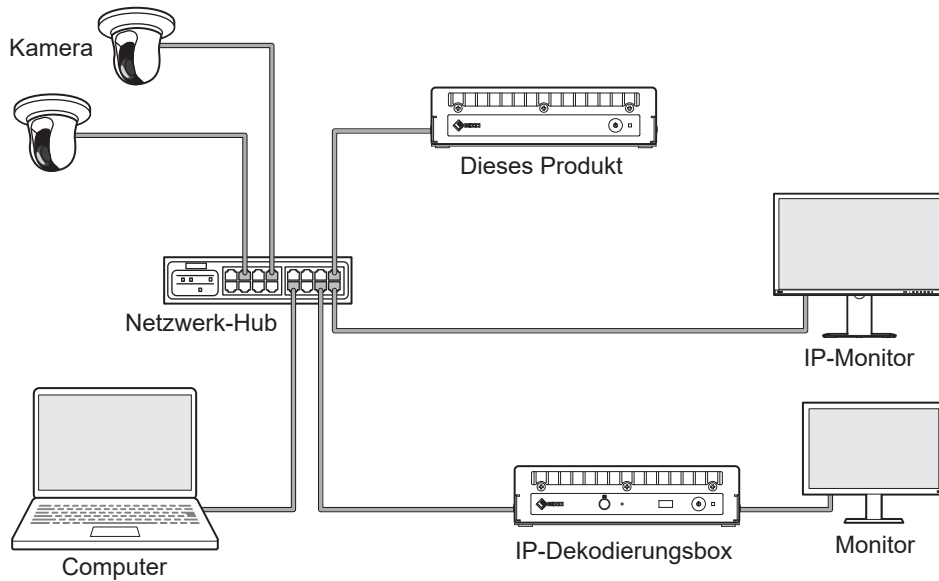 Kamera
Dieses Produkt
Netzwerk-Hub
IP-Monitor
Computer
IP-Dekodierungsbox
Monitor